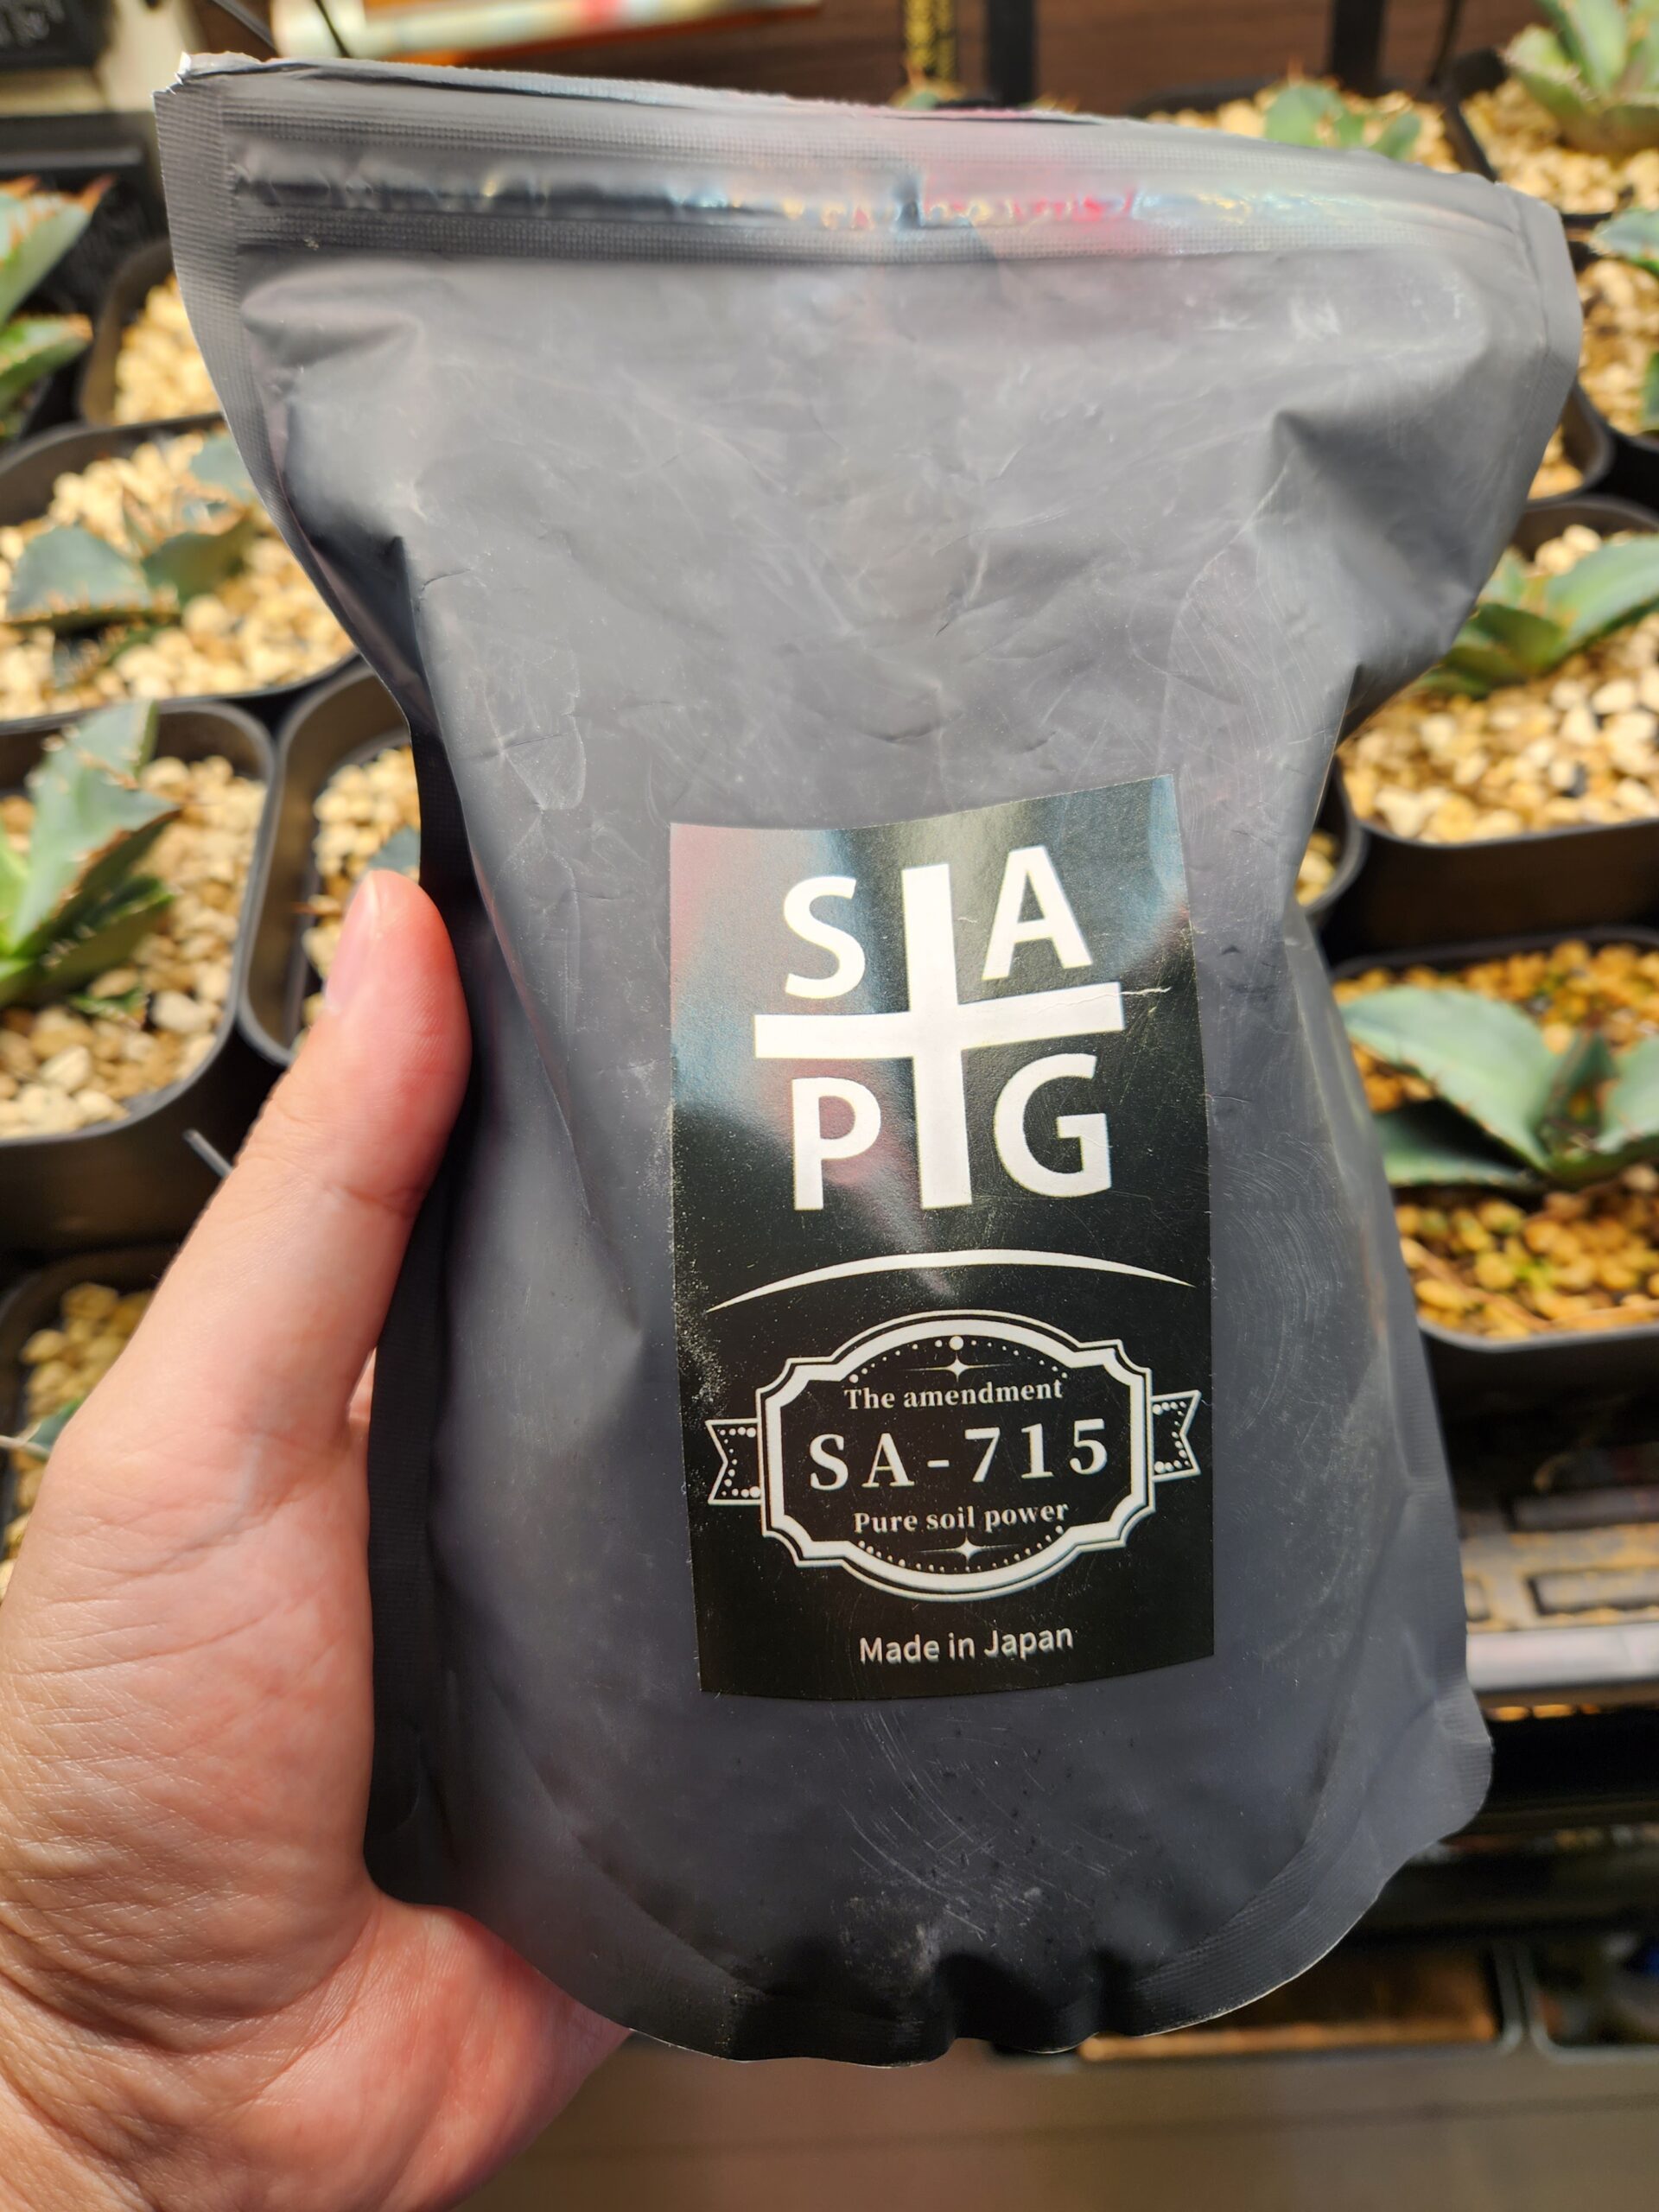 S A
P G
The amendment
SA-715
Pure soil power
Made in Japan